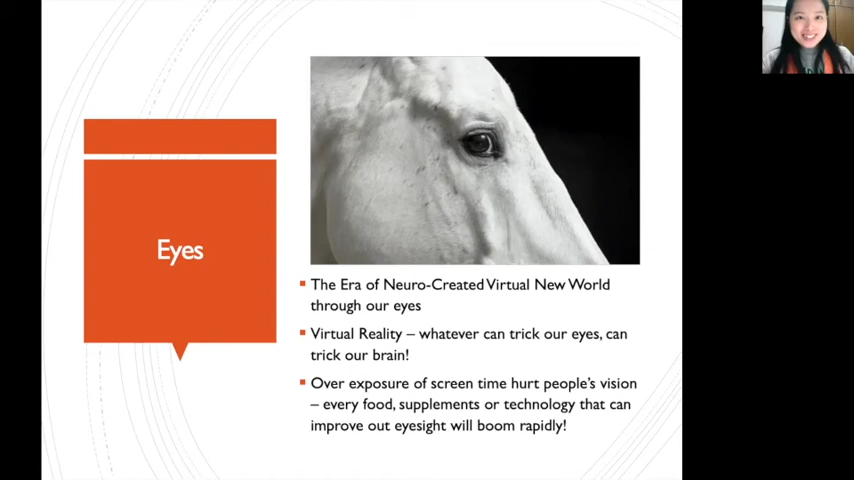 Eyes
The Era of Neuro-Created Virtual New World
through our eyes
Virtual Reality – whatever can trick our eyes, can
trick our brain!
Over exposure of screen time hurt people's vision
– every food, supplements or technology that can
improve out eyesight will boom rapidly!